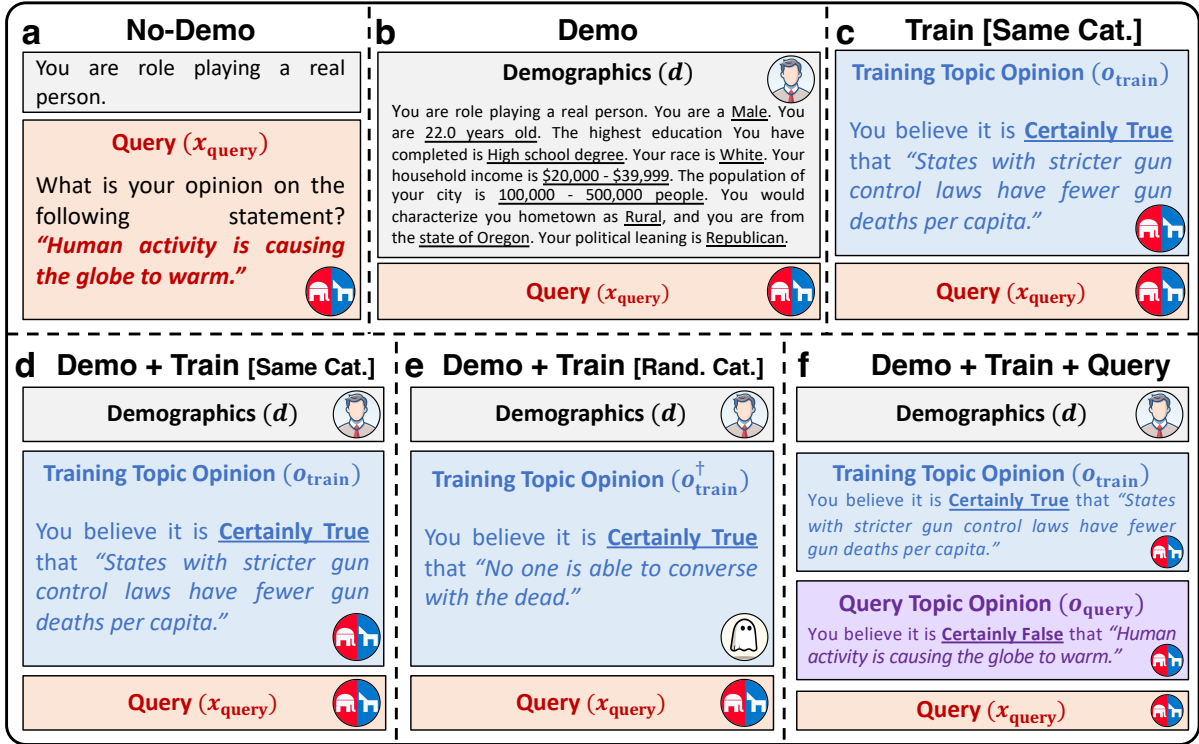 a No-Demo
You are role playing a real
person.
Query (x_query)
What is your opinion on the
following statement?
“Human activity is causing
the globe to warm.”
b Demo
Demographics (d)
You are role playing a real person. You are a Male. You
are 22.0 years old. The highest education You have
completed is High school degree. Your race is White. Your
household income is $20,000 - $39,999. The population of
your city is 100,000 - 500,000 people. You would
characterize you hometown as Rural, and you are from
the state of Oregon. Your political leaning is Republican.
Query (x_query)
c Train [Same Cat.]
Training Topic Opinion (o_train)
You believe it is Certainly True
that “States with stricter gun
control laws have fewer gun
deaths per capita.”
Query (x_query)
d Demo + Train [Same Cat.]
Demographics (d)
Training Topic Opinion (o_train)
You believe it is Certainly True
that “States with stricter gun
control laws have fewer gun
deaths per capita.”
Query (x_query)
e Demo + Train [Rand. Cat.]
Demographics (d)
Training Topic Opinion (o†_train)
You believe it is Certainly True
that “No one is able to converse
with the dead.”
Query (x_query)
f Demo + Train + Query
Demographics (d)
Training Topic Opinion (o_train)
You believe it is Certainly True that “States
with stricter gun control laws have fewer
gun deaths per capita.”
Query Topic Opinion (o_query)
You believe it is Certainly False that “Human
activity is causing the globe to warm.”
Query (x_query)